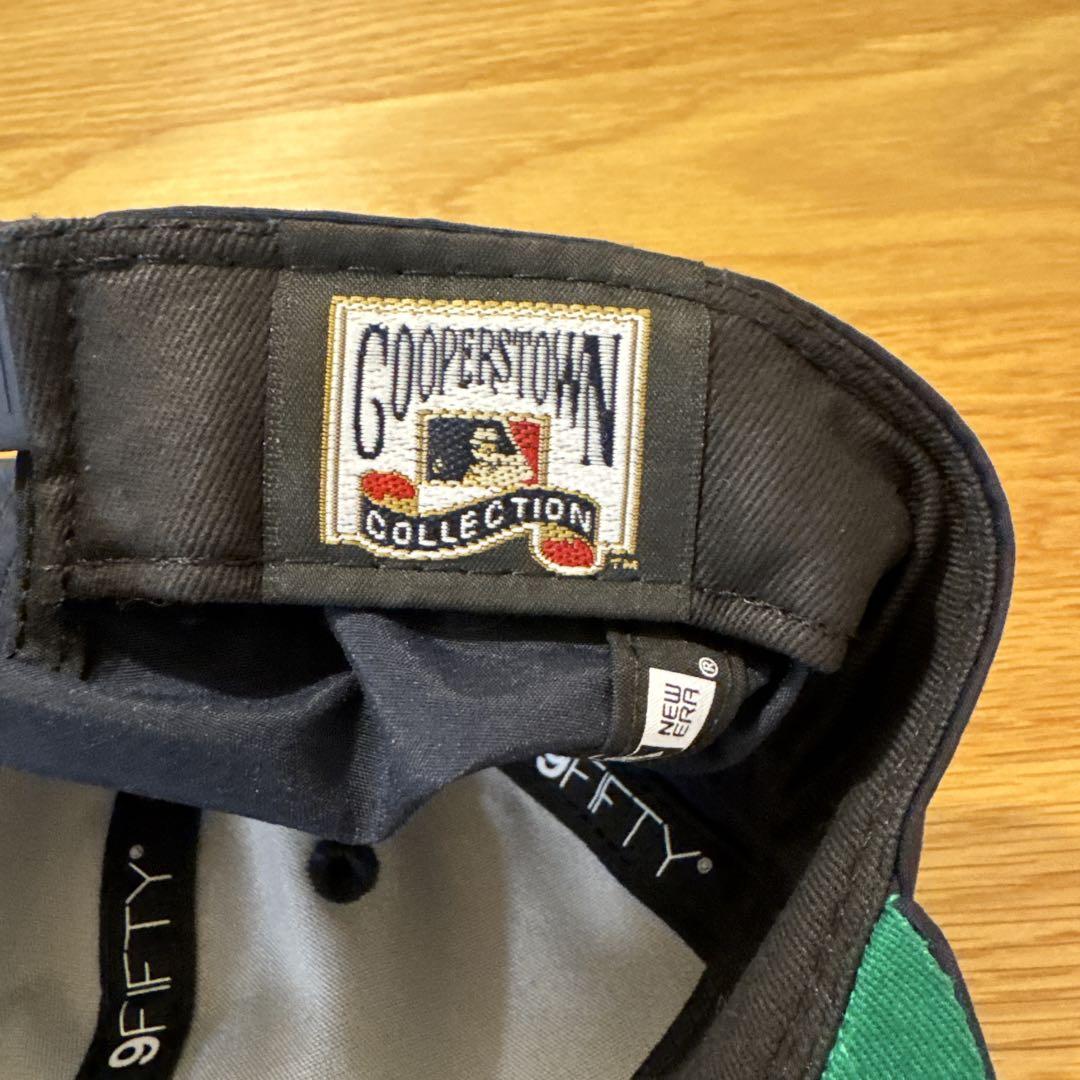 COOPERSTOWN
COLLECTION
™
NEW ERA®
9FIFTY®
9FIFTY®